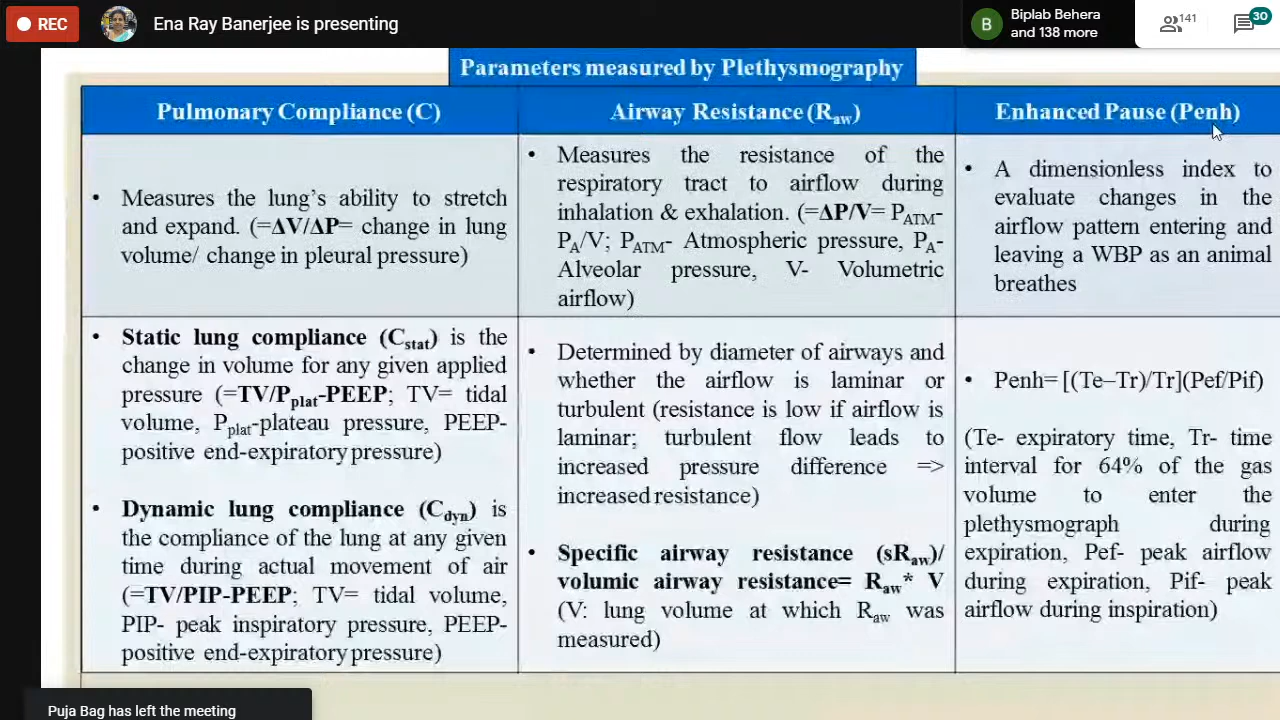 REC
Ena Ray Banerjee is presenting
B
Biplab Behera
and 138 more
141
30
Parameters measured by Plethysmography
Pulmonary Compliance (C)
• Measures the lung's ability to stretch
and expand. (=ΔV/ΔP= change in lung
volume/ change in pleural pressure)
• Static lung compliance (Cstat) is the
change in volume for any given applied
pressure (=TV/Pplat-PEEP; TV= tidal
volume, Pplat-plateau pressure, PEEP-
positive end-expiratory pressure)
• Dynamic lung compliance (Cdyn) is
the compliance of the lung at any given
time during actual movement of air
(=TV/PIP-PEEP; TV= tidal volume,
PIP- peak inspiratory pressure, PEEP-
positive end-expiratory pressure)
Airway Resistance (Raw)
• Measures the resistance of the
respiratory tract to airflow during
inhalation & exhalation. (=ΔP/V= PATM-
PA/V; PATM- Atmospheric pressure, PA-
Alveolar pressure, V- Volumetric
airflow)
• Determined by diameter of airways and
whether the airflow is laminar or
turbulent (resistance is low if airflow is
laminar; turbulent flow leads to
increased pressure difference =>
increased resistance)
• Specific airway resistance (sRaw)/
volumic airway resistance= Raw* V
(V: lung volume at which Raw was
measured)
Enhanced Pause (Penh)
• A dimensionless index to
evaluate changes in the
airflow pattern entering and
leaving a WBP as an animal
breathes
• Penh= [(Te–Tr)/Tr](Pef/Pif)
(Te- expiratory time, Tr- time
interval for 64% of the gas
volume to enter the
plethysmograph during
expiration, Pef- peak airflow
during expiration, Pif- peak
airflow during inspiration)
Puja Bag has left the meeting